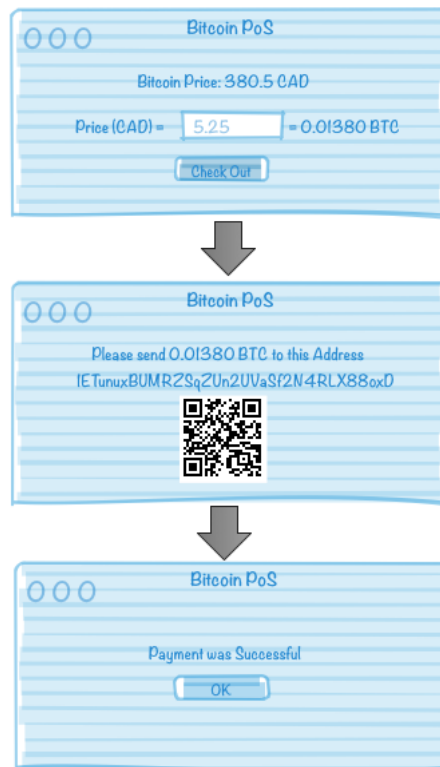 Bitcoin PoS
Bitcoin Price: 380.5 CAD
Price (CAD) = 5.25 = 0.01380 BTC
Check Out
Bitcoin PoS
Please send 0.01380 BTC to this Address
1ETunuxBUMRZSqZUn2UVaSf2N4RLX88oxD
Bitcoin PoS
Payment was Successful
OK